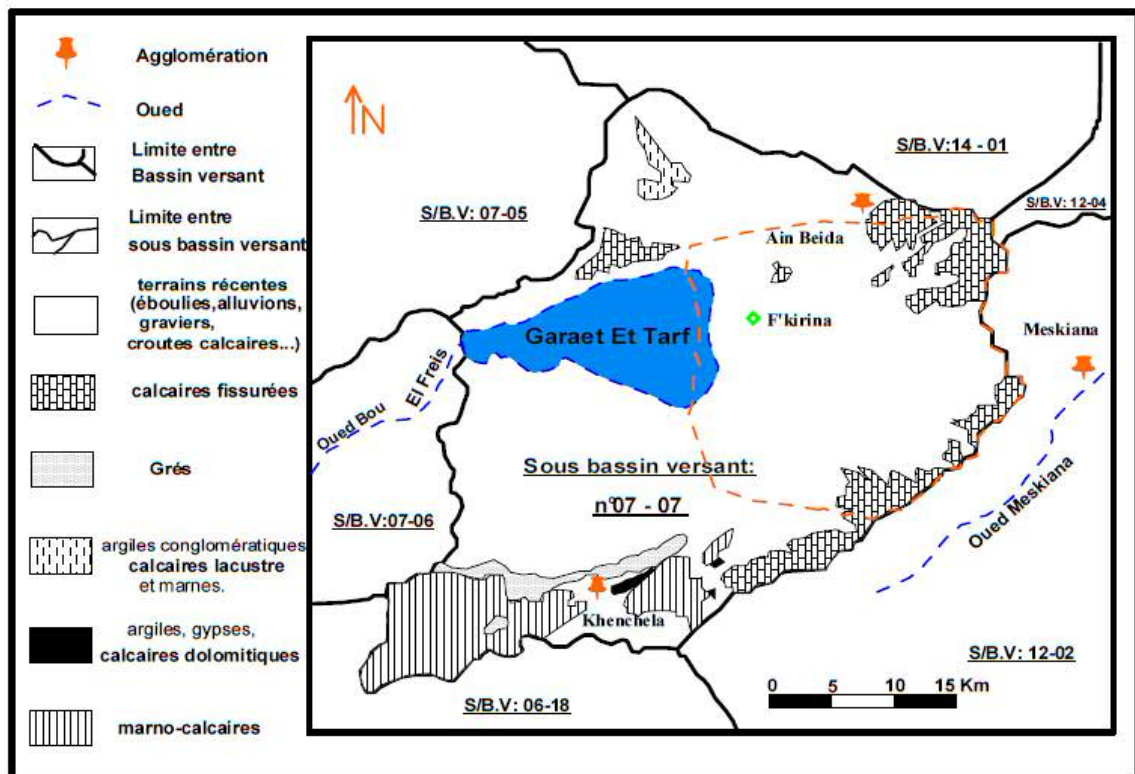 Agglomération
Oued
Limite entre
Bassin versant
Limite entre
sous bassin versant
terrains récentes
(éboulies,alluvions,
graviers,
croutes calcaires...)
calcaires fissurées
Grés
argiles conglomératiques
calcaires lacustre
et marnes.
argiles, gypses,
calcaires dolomitiques
marno-calcaires
N
S/B.V:14 - 01
S/B.V: 12-04
S/B.V: 07-05
Ain Beida
F'kirina
Meskiana
Garaet Et Tarf
Oued Bou
El Freis
Sous bassin versant:
n°07 - 07
S/B.V:07-06
Oued Meskiana
Khenchela
S/B.V: 12-02
S/B.V: 06-18
0 5 10 15 Km